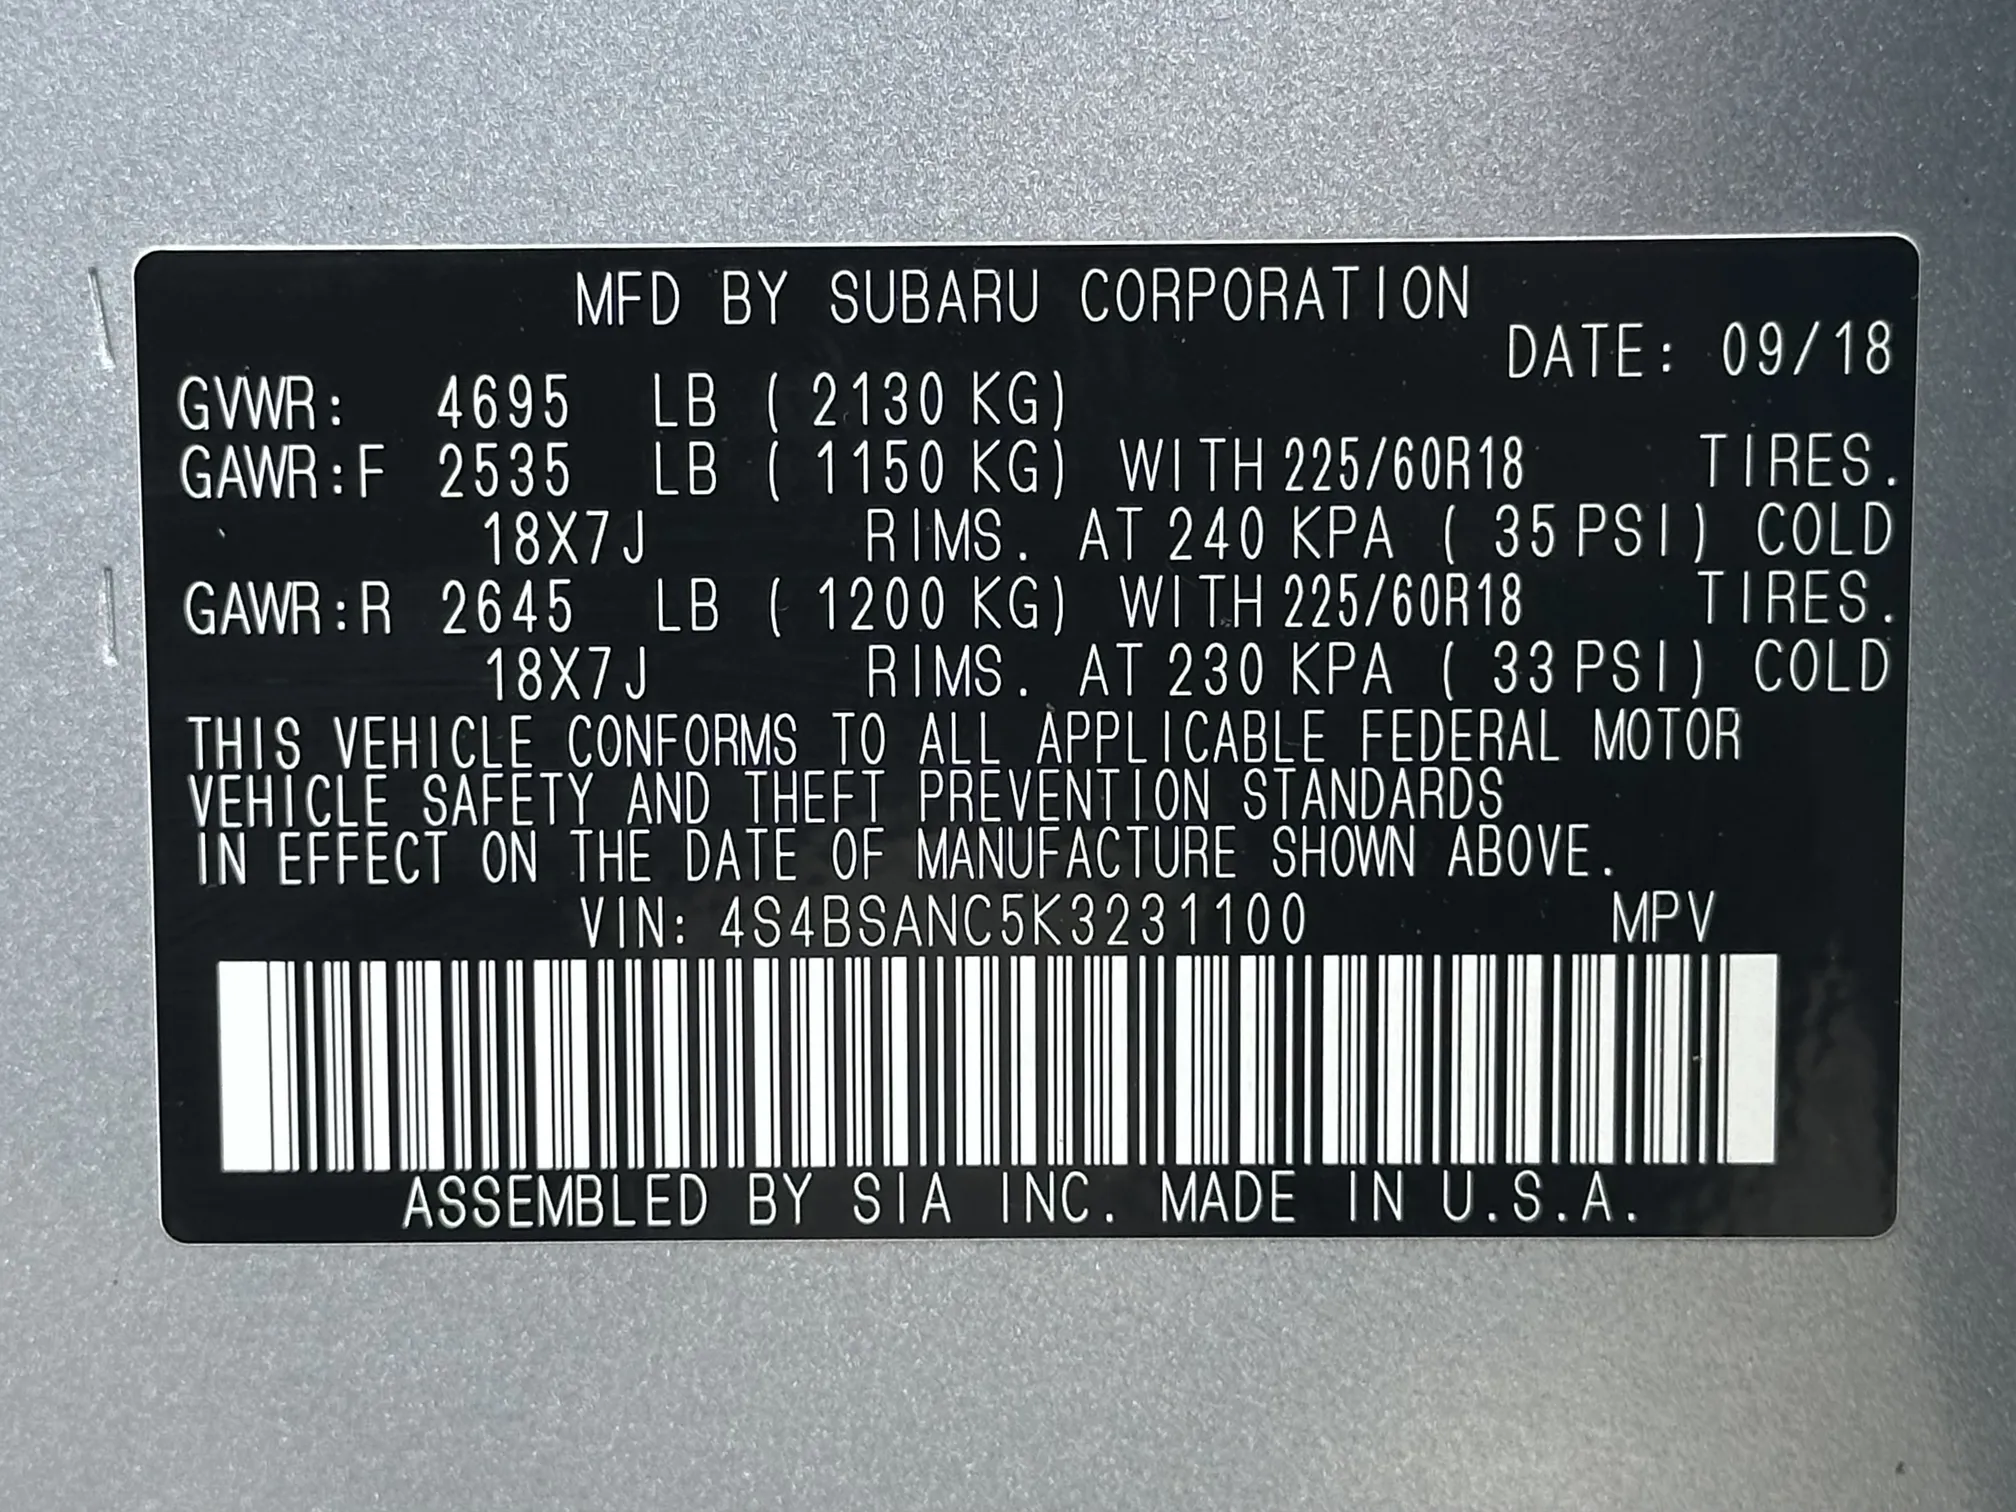 MFD BY SUBARU CORPORATION
DATE: 09/18
GVWR: 4695 LB ( 2130 KG)
GAWR:F 2535 LB ( 1150 KG) WITH 225/60R18 TIRES.
18X7J RIMS. AT 240 KPA ( 35 PSI) COLD
GAWR:R 2645 LB ( 1200 KG) WITH 225/60R18 TIRES.
18X7J RIMS. AT 230 KPA ( 33 PSI) COLD
THIS VEHICLE CONFORMS TO ALL APPLICABLE FEDERAL MOTOR
VEHICLE SAFETY AND THEFT PREVENTION STANDARDS
IN EFFECT ON THE DATE OF MANUFACTURE SHOWN ABOVE.
VIN: 4S4BSANC5K3231100 MPV
ASSEMBLED BY SIA INC. MADE IN U.S.A.